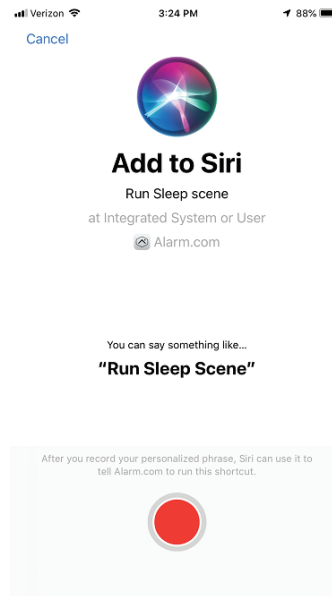 Verizon 3:24 PM 88%
Cancel
Add to Siri
Run Sleep scene
at Integrated System or User
Alarm.com
You can say something like...
“Run Sleep Scene”
After you record your personalized phrase, Siri can use it to
tell Alarm.com to run this shortcut.